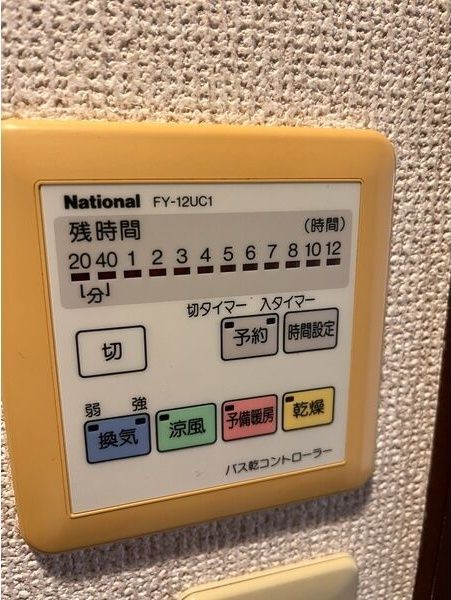 National FY-12UC1
残時間 (時間)
20 40 1 2 3 4 5 6 7 8 10 12
分
切タイマー 入タイマー
切 予約 時間設定
弱 強
換気 涼風 予備暖房 乾燥
バス乾コントローラー